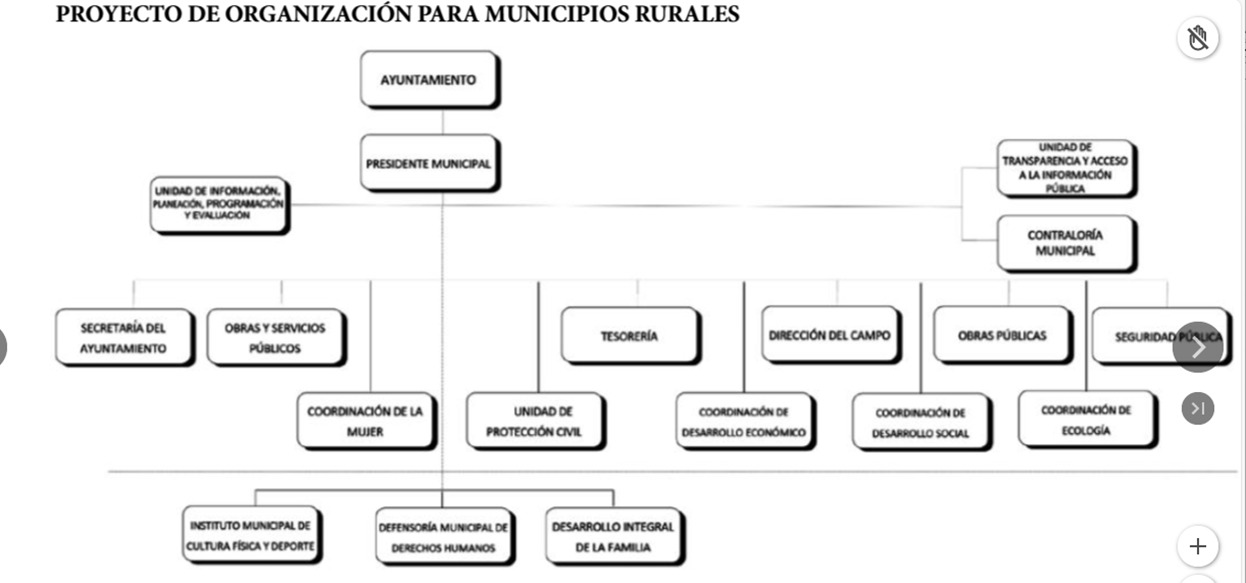 PROYECTO DE ORGANIZACIÓN PARA MUNICIPIOS RURALES
AYUNTAMIENTO
PRESIDENTE MUNICIPAL
UNIDAD DE
TRANSPARENCIA Y ACCESO
A LA INFORMACIÓN
PÚBLICA
UNIDAD DE INFORMACIÓN,
PLANEACIÓN, PROGRAMACIÓN
Y EVALUACIÓN
CONTRALORÍA
MUNICIPAL
SECRETARÍA DEL
AYUNTAMIENTO
OBRAS Y SERVICIOS
PÚBLICOS
TESORERÍA
DIRECCIÓN DEL CAMPO
OBRAS PÚBLICAS
SEGURIDAD PÚBLICA
COORDINACIÓN DE LA
MUJER
UNIDAD DE
PROTECCIÓN CIVIL
COORDINACIÓN DE
DESARROLLO ECONÓMICO
COORDINACIÓN DE
DESARROLLO SOCIAL
COORDINACIÓN DE
ECOLOGÍA
INSTITUTO MUNICIPAL DE
CULTURA FÍSICA Y DEPORTE
DEFENSORÍA MUNICIPAL DE
DERECHOS HUMANOS
DESARROLLO INTEGRAL
DE LA FAMILIA